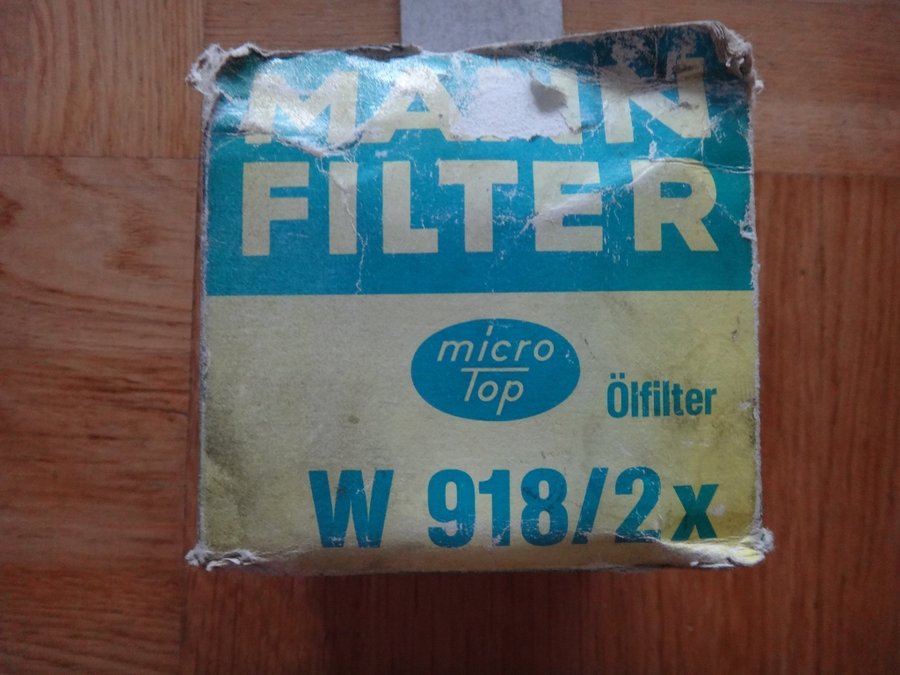 MANN
FILTER
micro
Top
Ölfilter
W 918/2x